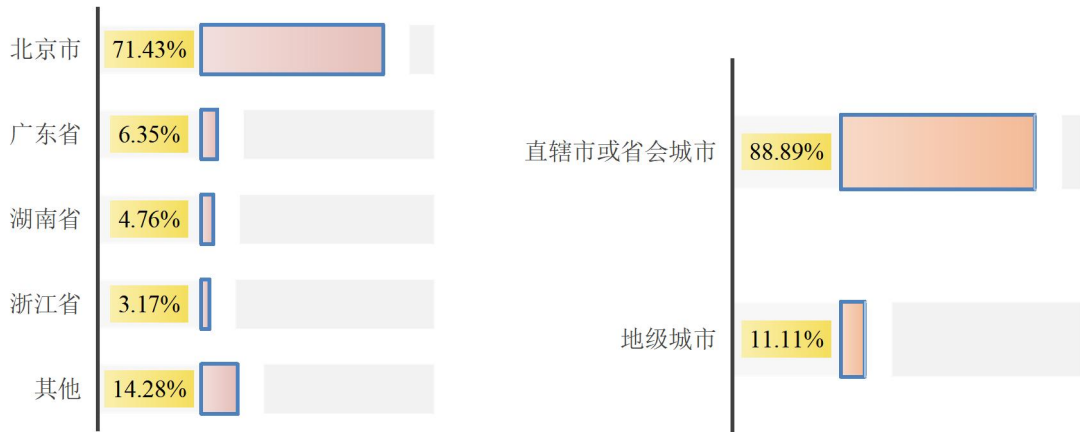 北京市 71.43%
广东省 6.35%
湖南省 4.76%
浙江省 3.17%
其他 14.28%
直辖市或省会城市 88.89%
地级城市 11.11%